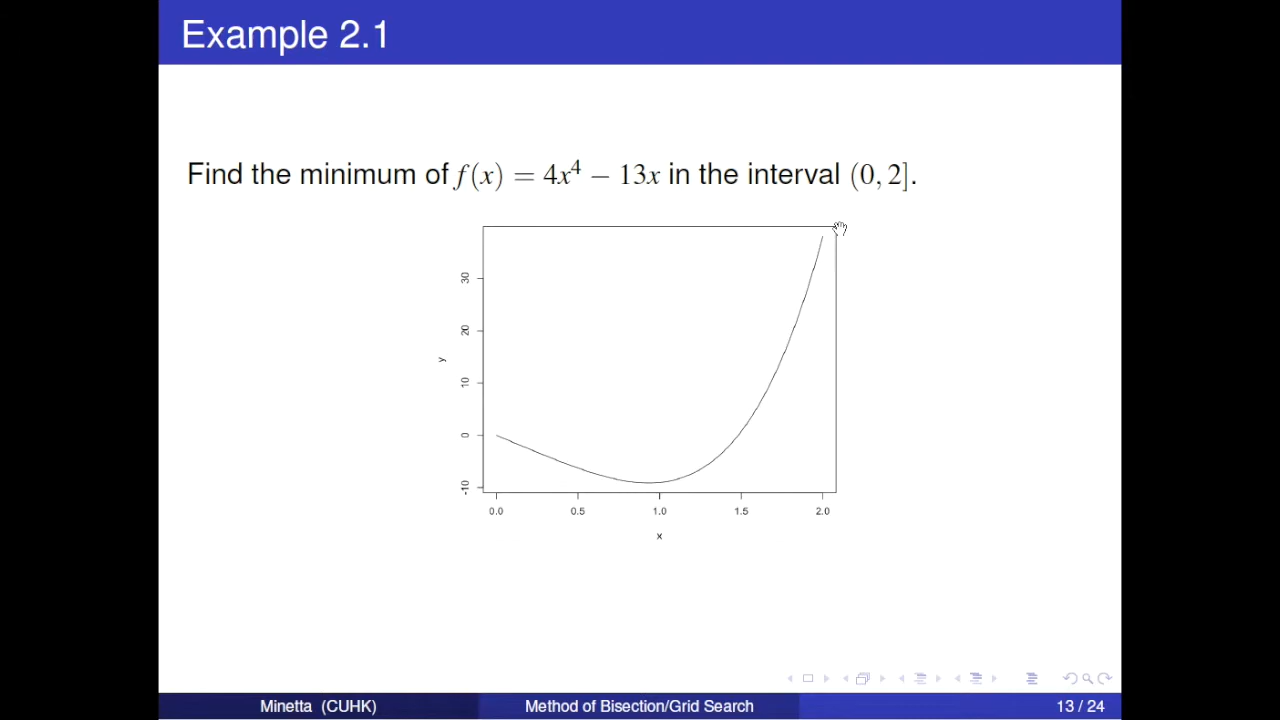 Example 2.1
Find the minimum of f(x) = 4x⁴ − 13x in the interval (0, 2].
30
20
10
0
-10
y
0.0 0.5 1.0 1.5 2.0
x
Minetta (CUHK) Method of Bisection/Grid Search 13 / 24